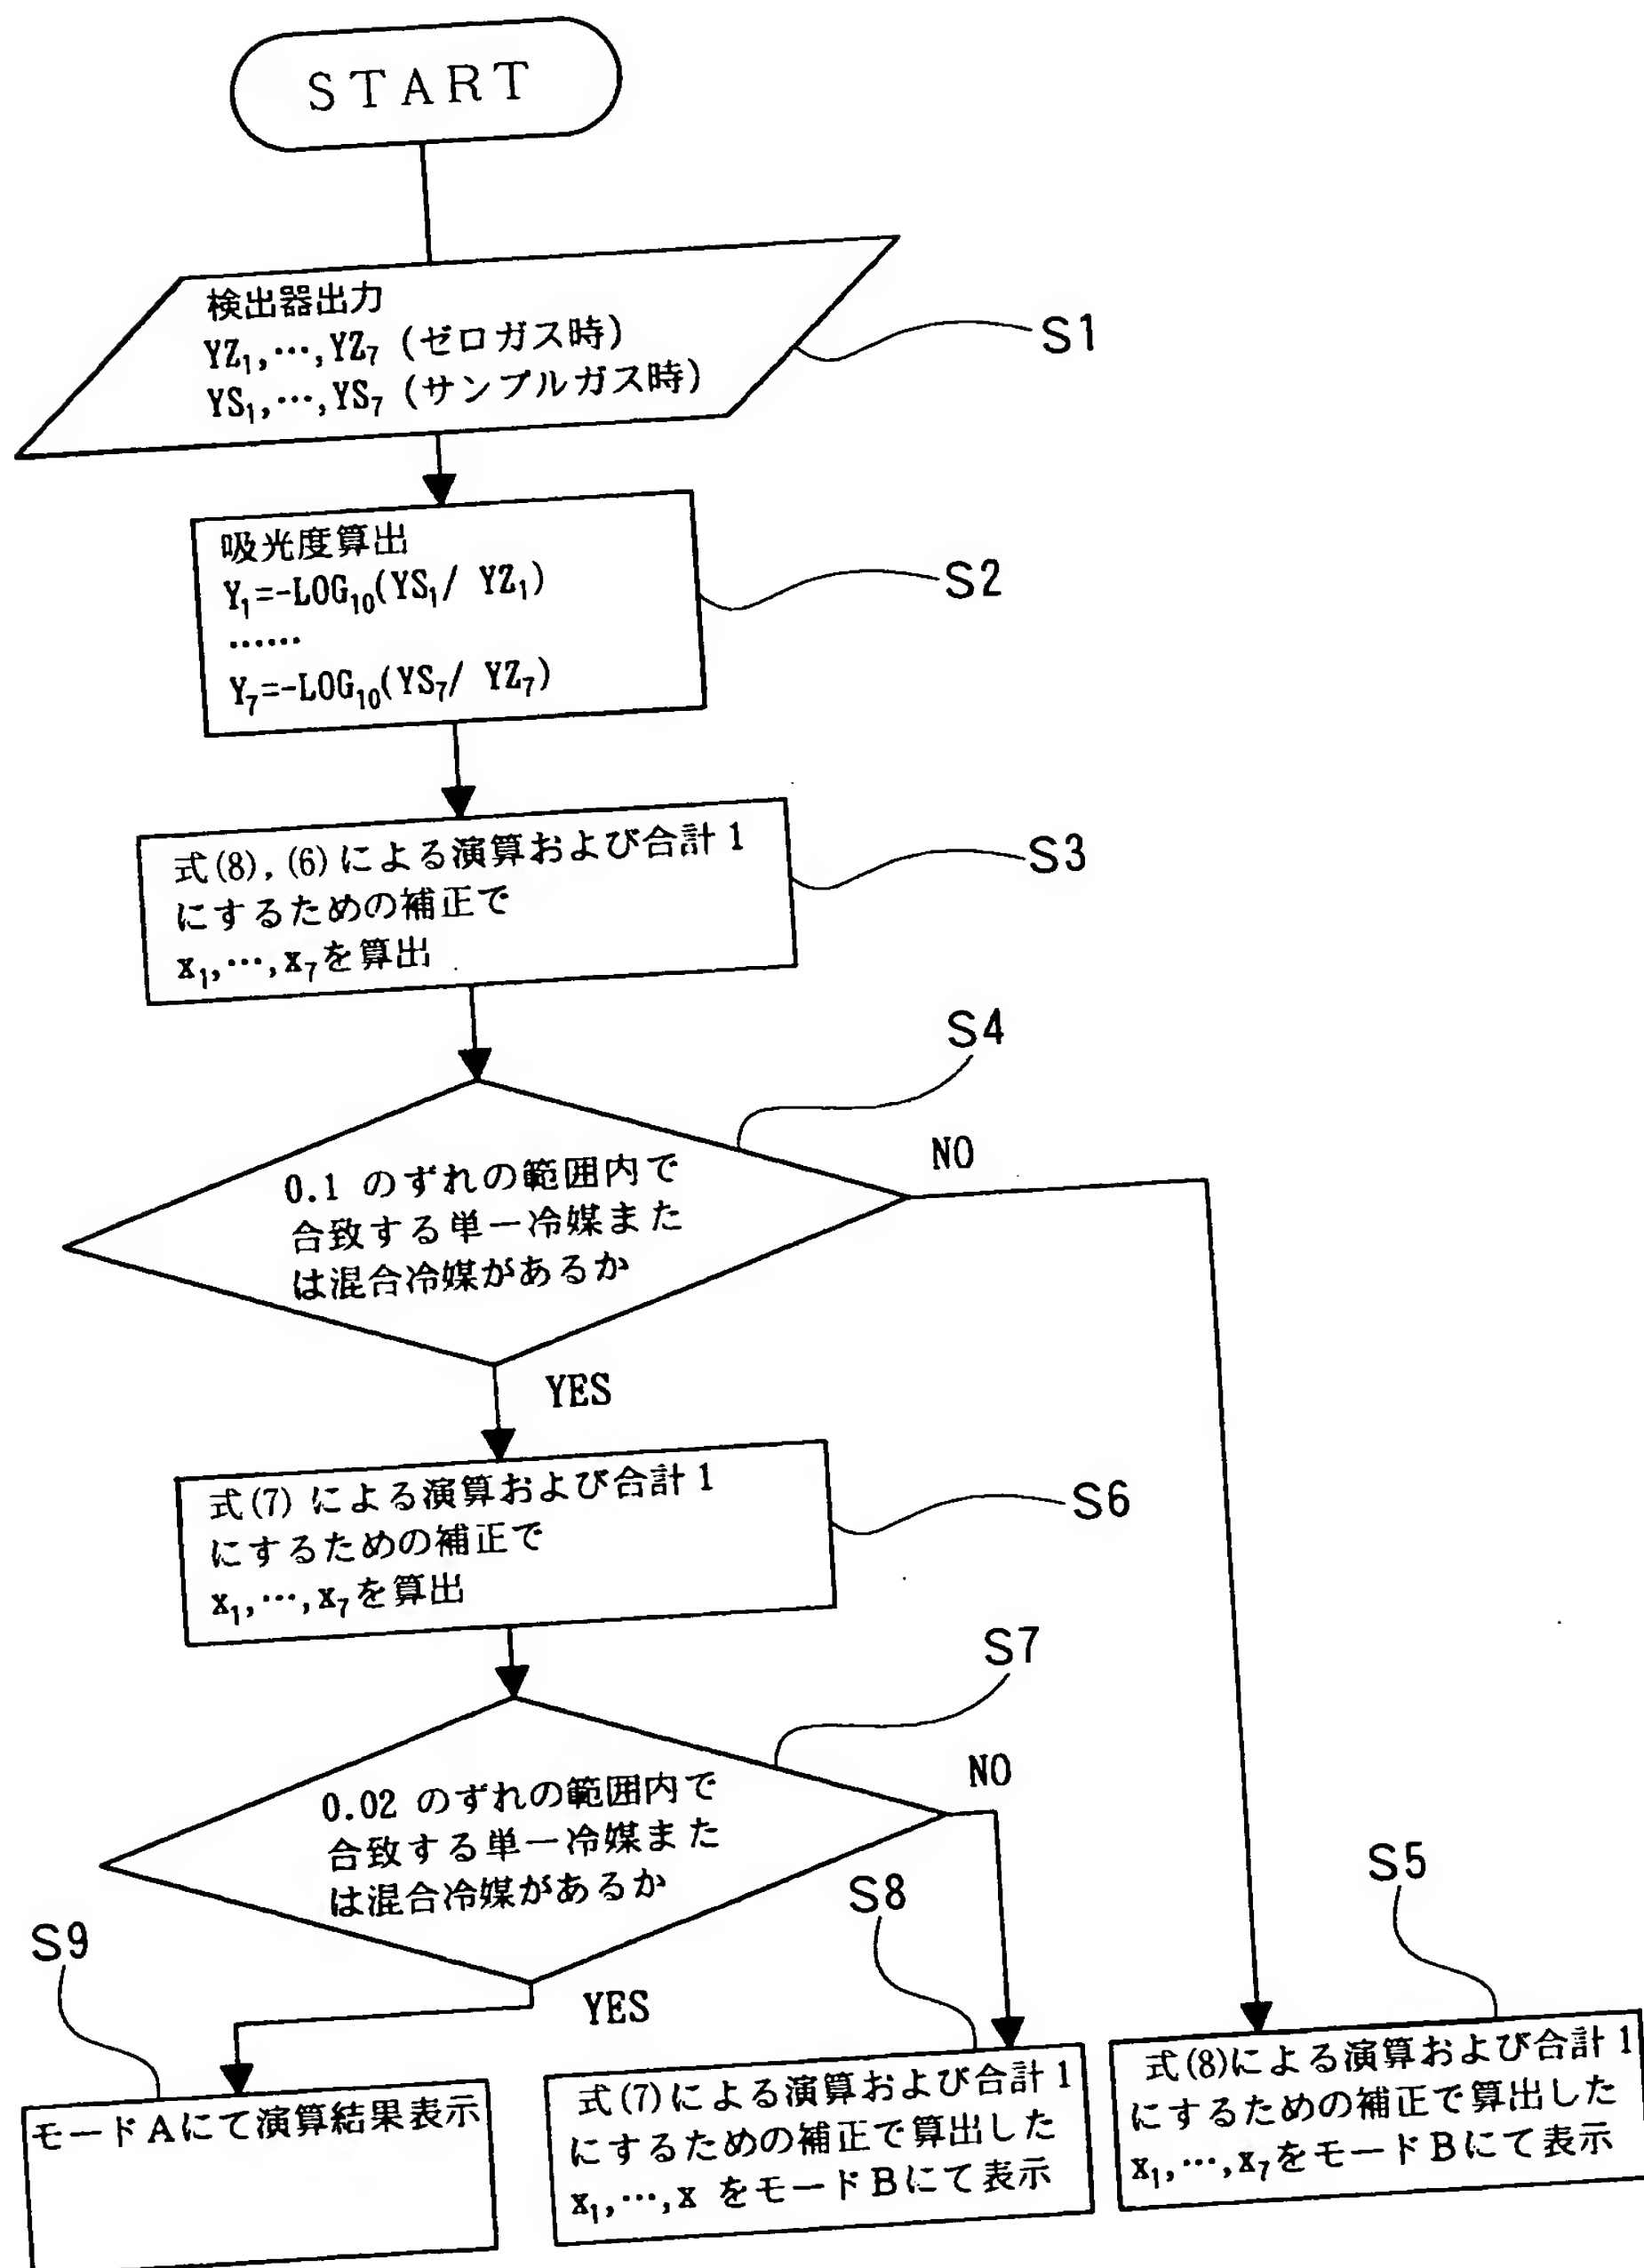 START
検出器出力
YZ₁,…,YZ₇ (ゼロガス時)
YS₁,…,YS₇ (サンプルガス時)
S1
吸光度算出
Y₁=-LOG₁₀(YS₁/ YZ₁)
……
Y₇=-LOG₁₀(YS₇/ YZ₇)
S2
式(8),(6)による演算および合計1
にするための補正で
x₁,…,x₇を算出
S3
S4
0.1 のずれの範囲内で
合致する単一冷媒また
は混合冷媒があるか
NO
YES
式(7) による演算および合計1
にするための補正で
x₁,…,x₇を算出
S6
S7
0.02 のずれの範囲内で
合致する単一冷媒また
は混合冷媒があるか
NO
YES
S9
モードAにて演算結果表示
S8
式(7)による演算および合計1
にするための補正で算出した
x₁,…,x をモードBにて表示
S5
式(8)による演算および合計1
にするための補正で算出した
x₁,…,x₇をモードBにて表示